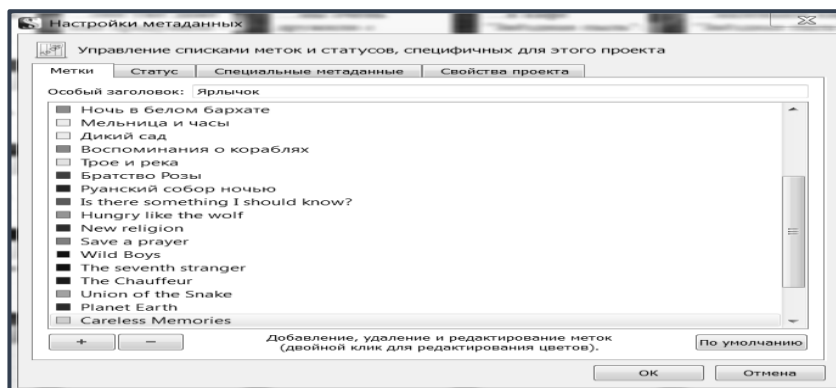 Настройки метаданных
Управление списками меток и статусов, специфичных для этого проекта
Метки Статус Специальные метаданные Свойства проекта
Особый заголовок: Ярлычок
Ночь в белом бархате
Мельница и часы
Дикий сад
Воспоминания о кораблях
Трое и река
Братство Розы
Руанский собор ночью
Is there something I should know?
Hungry like the wolf
New religion
Save a prayer
Wild Boys
The seventh stranger
The Chauffeur
Union of the Snake
Planet Earth
Careless Memories
+ − Добавление, удаление и редактирование меток
(двойной клик для редактирования цветов). По умолчанию
OK Отмена